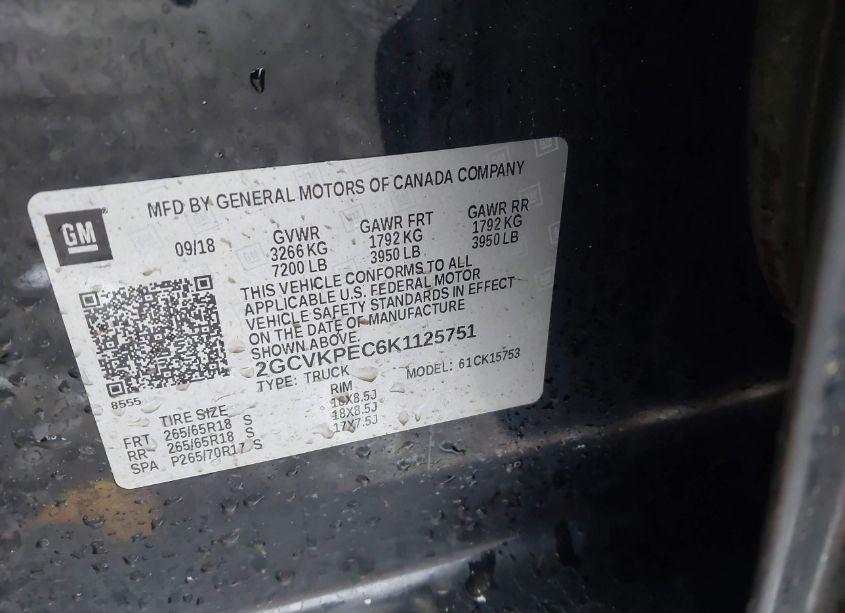 MFD BY GENERAL MOTORS OF CANADA COMPANY
GM
09/18 GVWR GAWR FRT GAWR RR
3266 KG 1792 KG 1792 KG
7200 LB 3950 LB 3950 LB
THIS VEHICLE CONFORMS TO ALL
APPLICABLE U.S. FEDERAL MOTOR
VEHICLE SAFETY STANDARDS IN EFFECT
ON THE DATE OF MANUFACTURE
SHOWN ABOVE.
2GCVKPEC6K1125751
TYPE: TRUCK MODEL: 61CK15753
8555
TIRE SIZE RIM
FRT 265/65R18 S 18X8.5J
RR 265/65R18 S 18X8.5J
SPA P265/70R17 S 17X7.5J